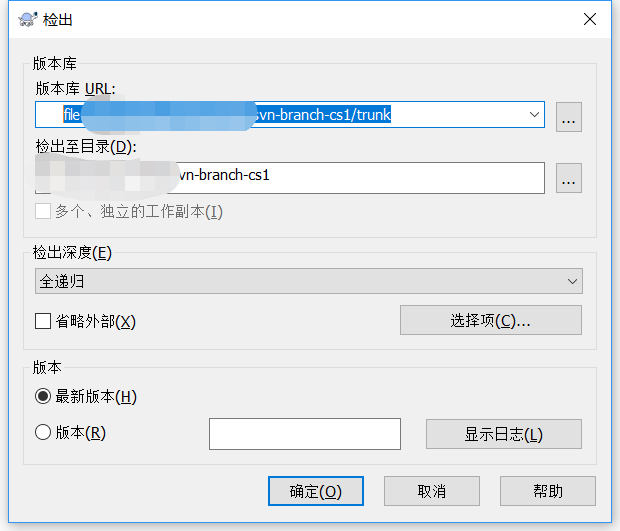 检出
版本库
版本库 URL:
file svn-branch-cs1/trunk
...
检出至目录(D):
vn-branch-cs1
...
多个、独立的工作副本(I)
检出深度(E)
全递归
省略外部(X)
选择项(C)...
版本
最新版本(H)
版本(R)
显示日志(L)
确定(O)
取消
帮助